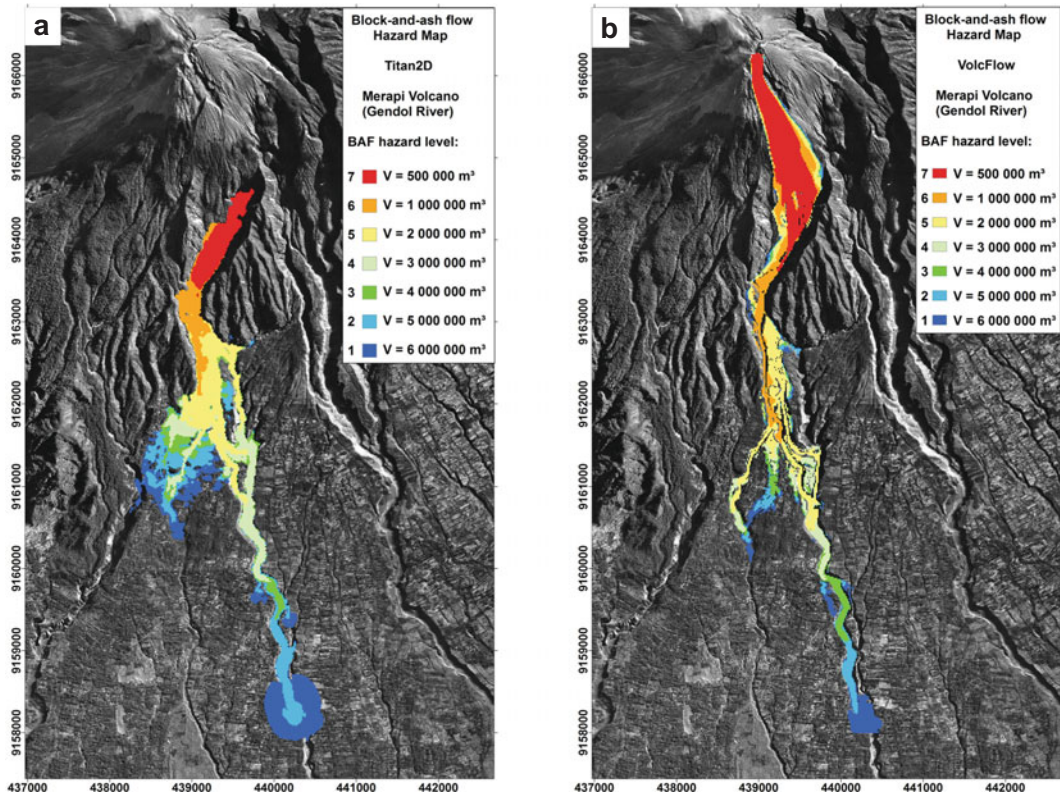 a
Block-and-ash flow
Hazard Map
Titan2D
Merapi Volcano
(Gendol River)
BAF hazard level:
7 V = 500 000 m³
6 V = 1 000 000 m³
5 V = 2 000 000 m³
4 V = 3 000 000 m³
3 V = 4 000 000 m³
2 V = 5 000 000 m³
1 V = 6 000 000 m³
9166000
9165000
9164000
9163000
9162000
9161000
9160000
9159000
9158000
437000 438000 439000 440000 441000 442000
b
Block-and-ash flow
Hazard Map
VolcFlow
Merapi Volcano
(Gendol River)
BAF hazard level:
7 V = 500 000 m³
6 V = 1 000 000 m³
5 V = 2 000 000 m³
4 V = 3 000 000 m³
3 V = 4 000 000 m³
2 V = 5 000 000 m³
1 V = 6 000 000 m³
9166000
9165000
9164000
9163000
9162000
9161000
9160000
9159000
9158000
437000 438000 439000 440000 441000 442000